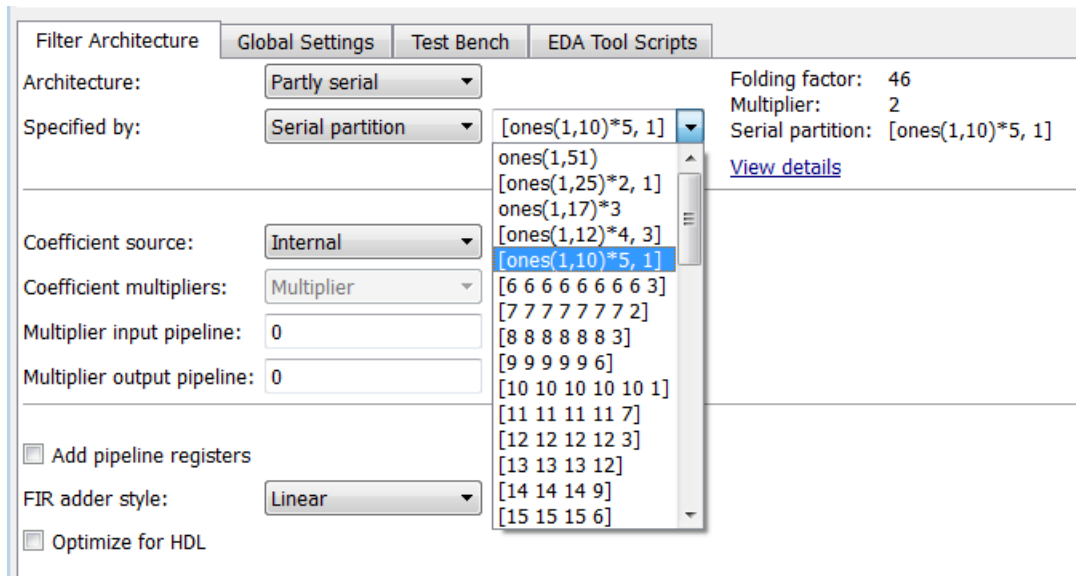 Filter Architecture Global Settings Test Bench EDA Tool Scripts
Architecture: Partly serial Folding factor: 46
Multiplier: 2
Specified by: Serial partition [ones(1,10)*5, 1] Serial partition: [ones(1,10)*5, 1]
ones(1,51)
View details
[ones(1,25)*2, 1]
ones(1,17)*3
Coefficient source: Internal [ones(1,12)*4, 3]
[ones(1,10)*5, 1]
Coefficient multipliers: Multiplier [6 6 6 6 6 6 6 6 3]
[7 7 7 7 7 7 7 2]
Multiplier input pipeline: 0 [8 8 8 8 8 8 3]
[9 9 9 9 9 6]
Multiplier output pipeline: 0 [10 10 10 10 10 1]
[11 11 11 11 7]
[12 12 12 12 3]
Add pipeline registers [13 13 13 12]
FIR adder style: Linear [14 14 14 9]
[15 15 15 6]
Optimize for HDL